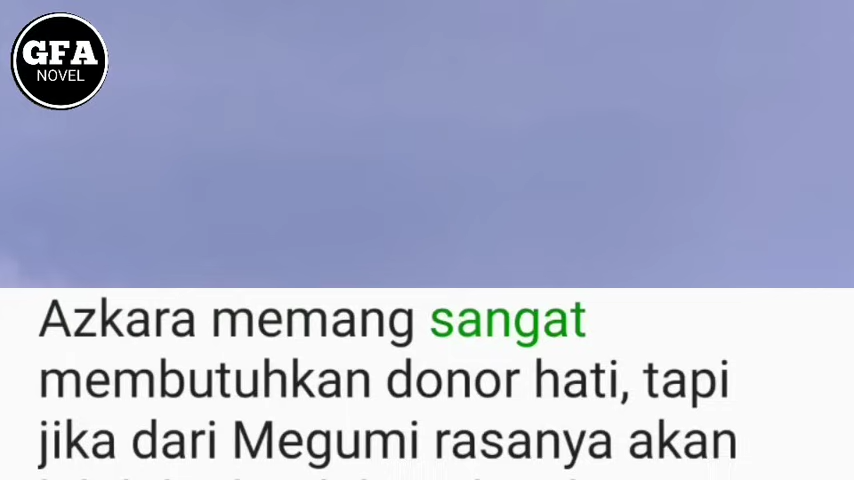 GFA
NOVEL
Azkara memang sangat
membutuhkan donor hati, tapi
jika dari Megumi rasanya akan